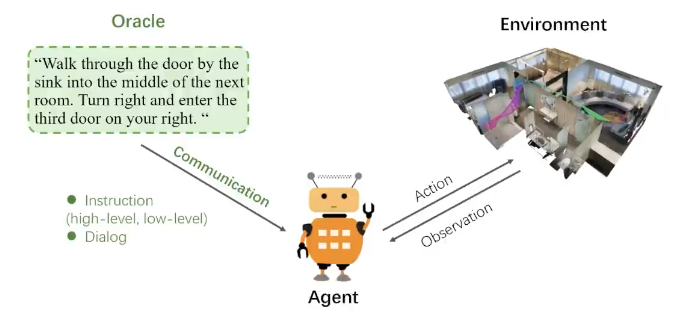 Oracle
“Walk through the door by the
sink into the middle of the next
room. Turn right and enter the
third door on your right. “
Communication
● Instruction
(high-level, low-level)
● Dialog
Environment
Action
Observation
Agent